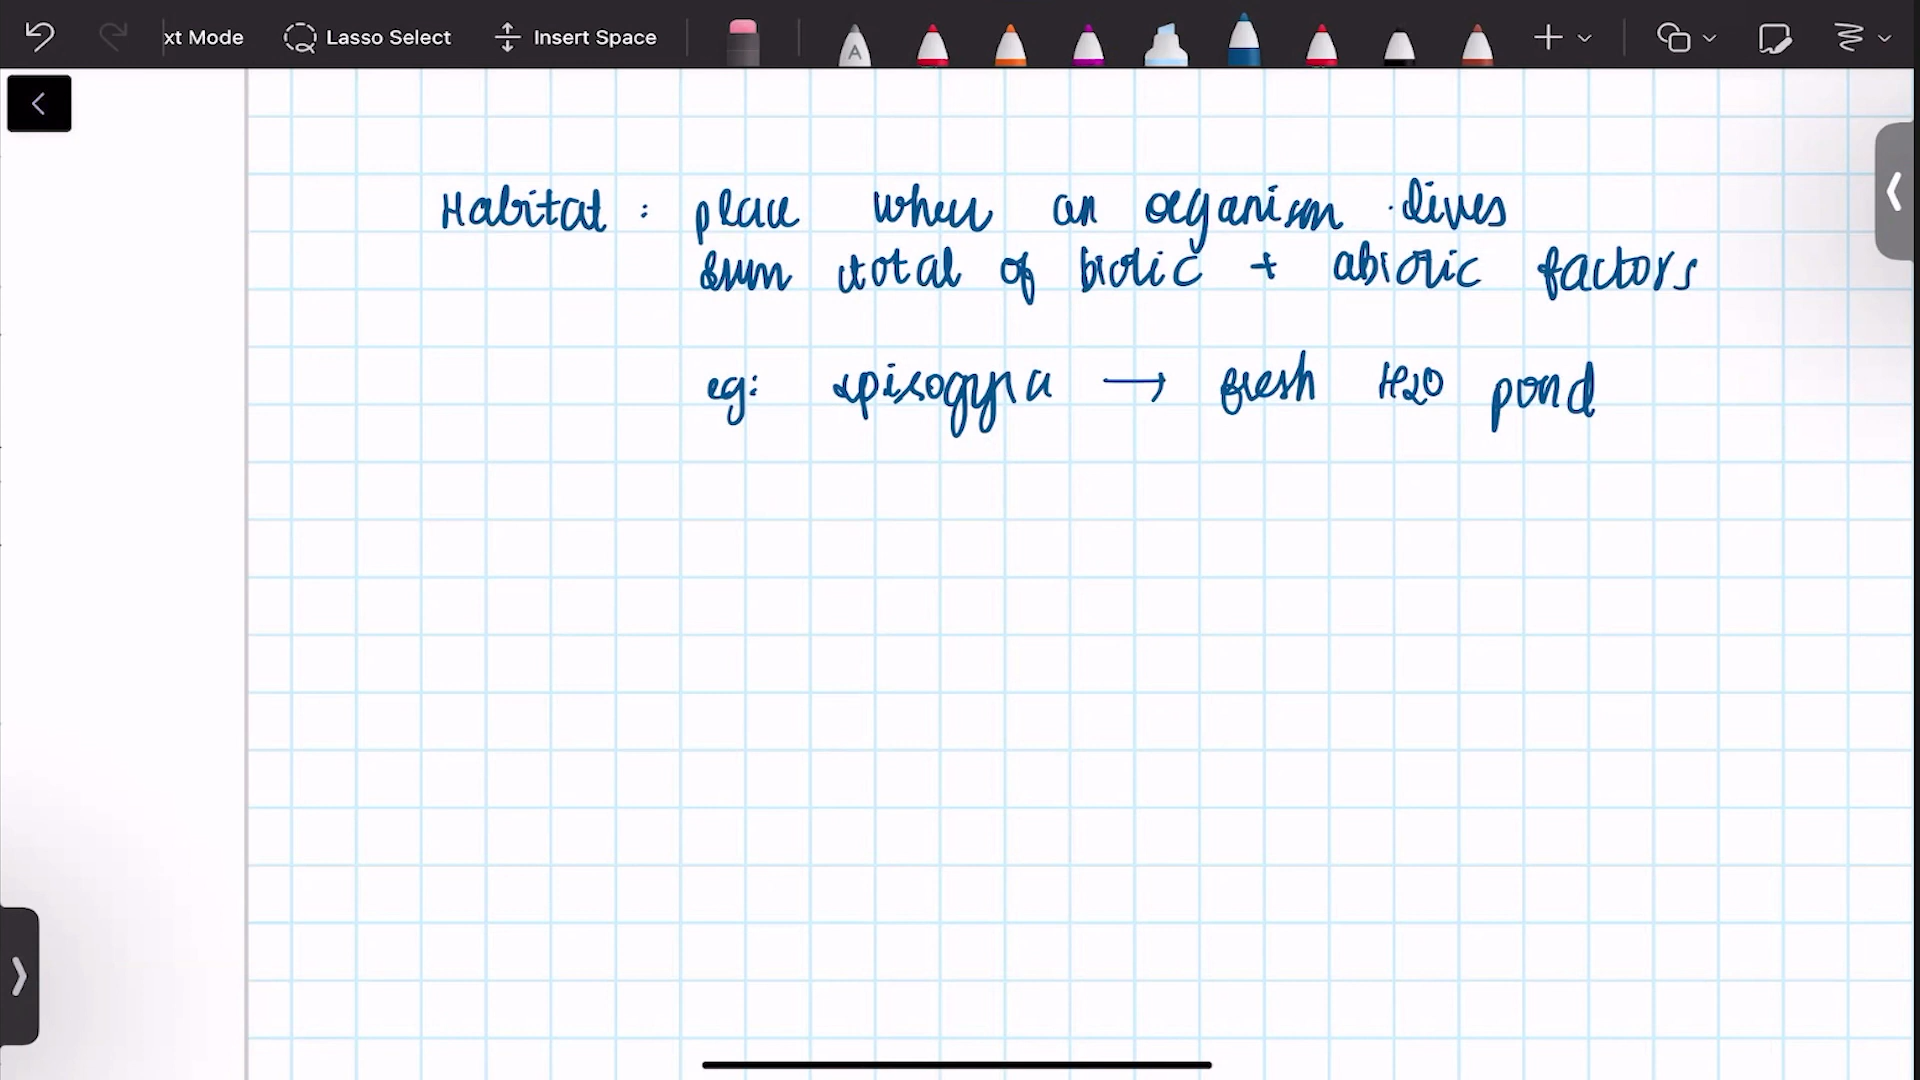 xt Mode Lasso Select Insert Space
A
Habitat : place where an organism lives
sum total of biotic + abiotic factors
eg: spirogyra → fresh H2O pond